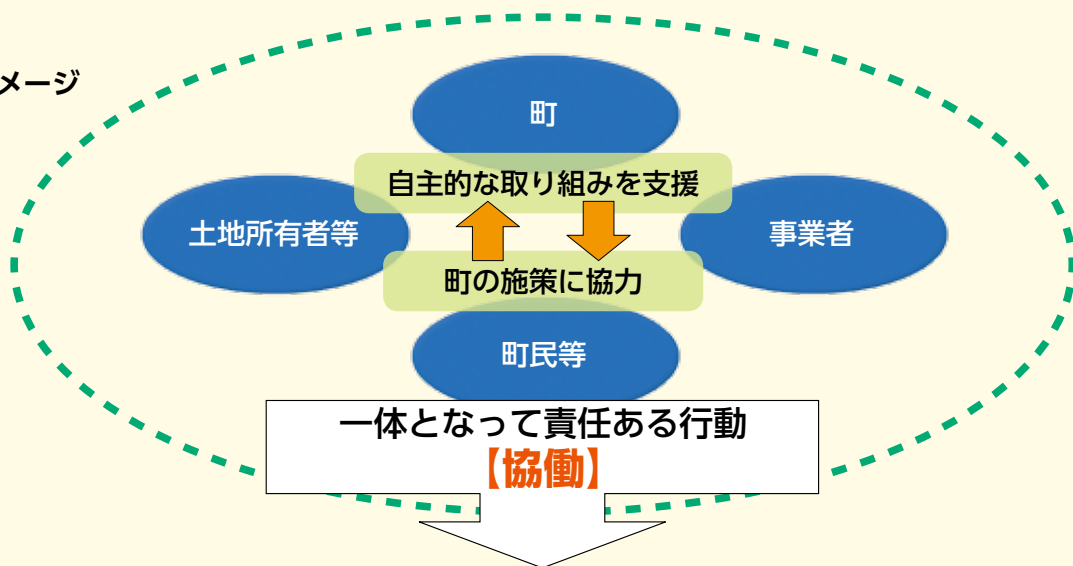 メージ
町
自主的な取り組みを支援
土地所有者等
事業者
町の施策に協力
町民等
一体となって責任ある行動
【協働】